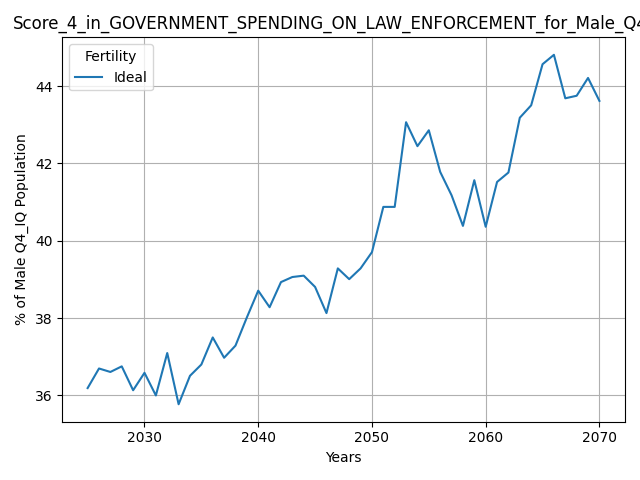 Score_4_in_GOVERNMENT_SPENDING_ON_LAW_ENFORCEMENT_for_Male_Q4
Fertility
Ideal
44
42
40
38
36
% of Male Q4_IQ Population
2030 2040 2050 2060 2070
Years